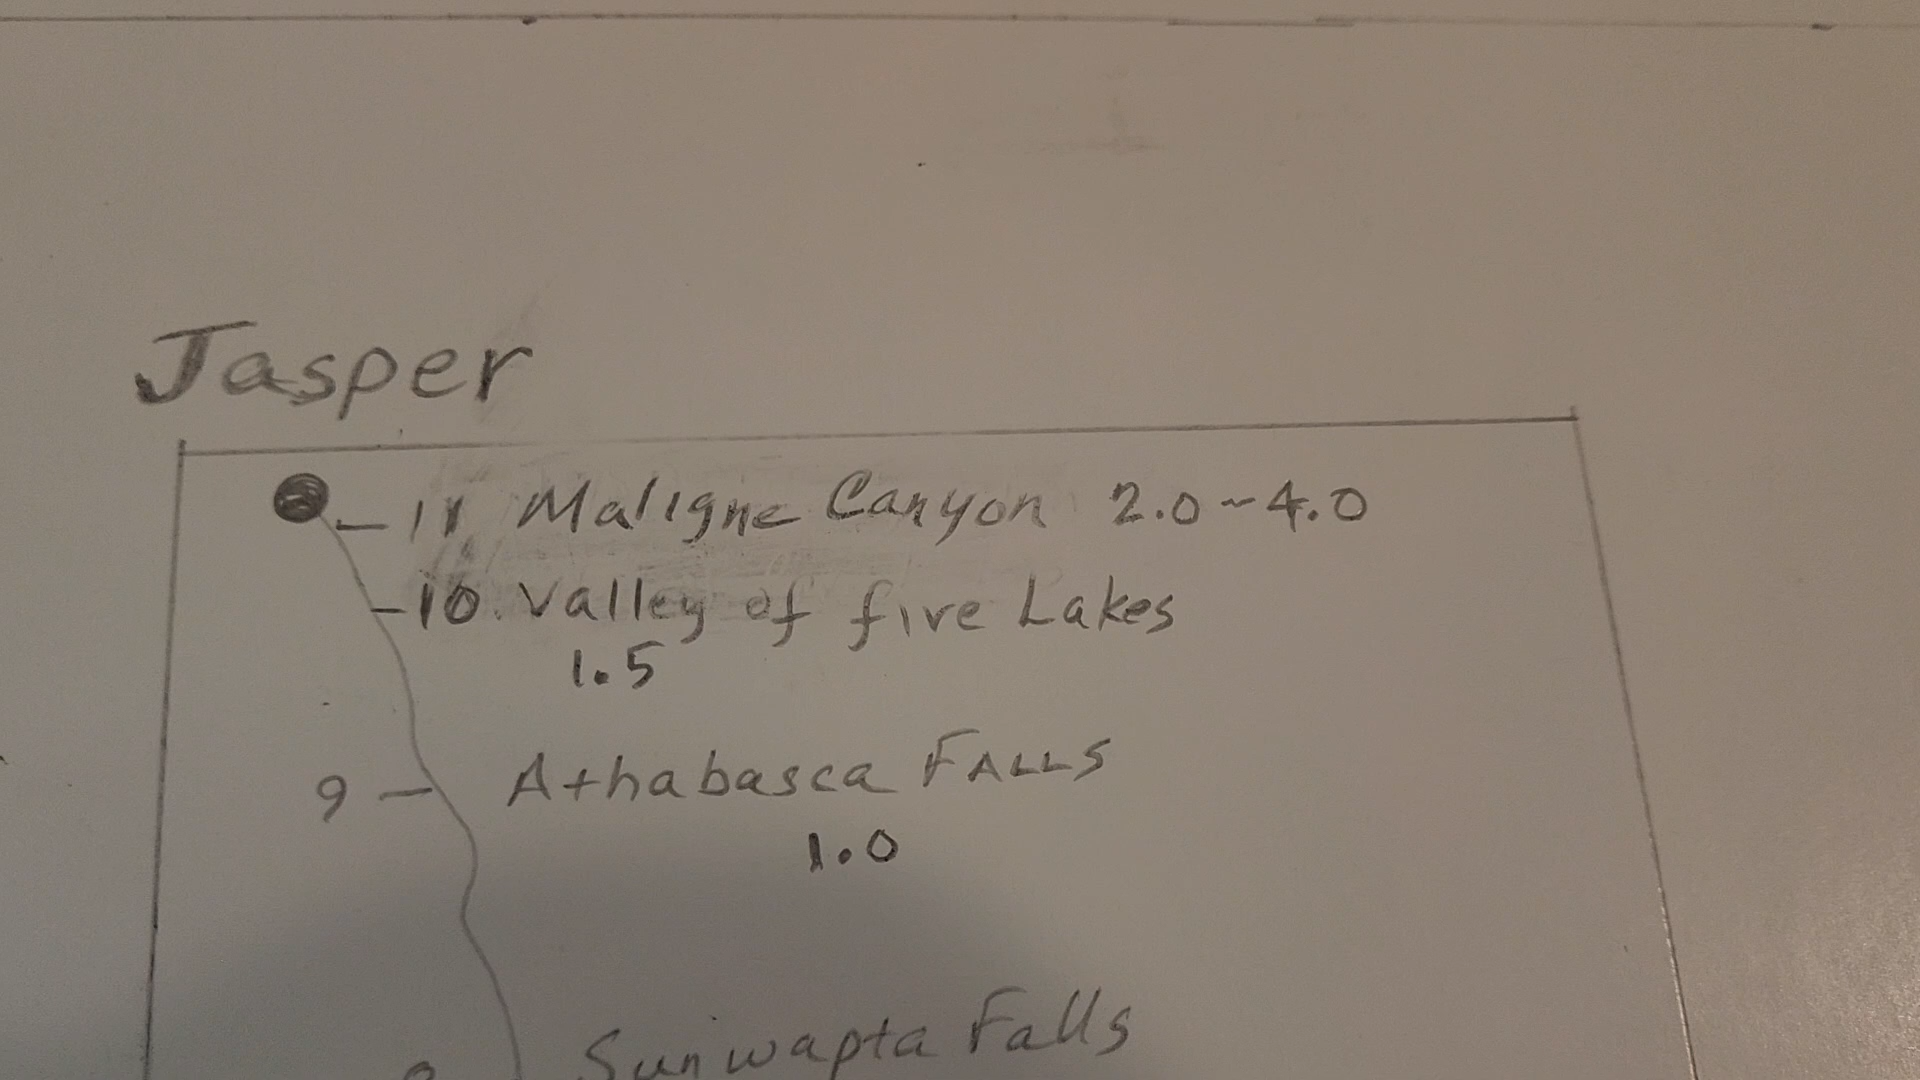 Jasper
-11 Maligne Canyon 2.0-4.0
-10. Valley of five Lakes
1.5
9 - Athabasca FALLS
1.0
Sunwapta Falls